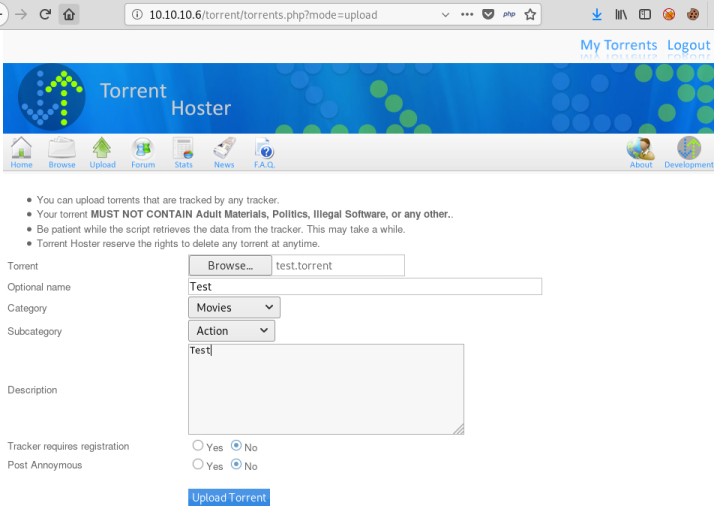 10.10.10.6/torrent/torrents.php?mode=upload
php
My Torrents Logout
Torrent
Hoster
Home Browse Upload Forum Stats News F.A.Q. About Development
You can upload torrents that are tracked by any tracker.
Your torrent MUST NOT CONTAIN Adult Materials, Politics, Illegal Software, or any other..
Be patient while the script retrieves the data from the tracker. This may take a while.
Torrent Hoster reserve the rights to delete any torrent at anytime.
Torrent Browse... test.torrent
Optional name Test
Category Movies
Subcategory Action
Description Test
Tracker requires registration Yes No
Post Annoymous Yes No
Upload Torrent